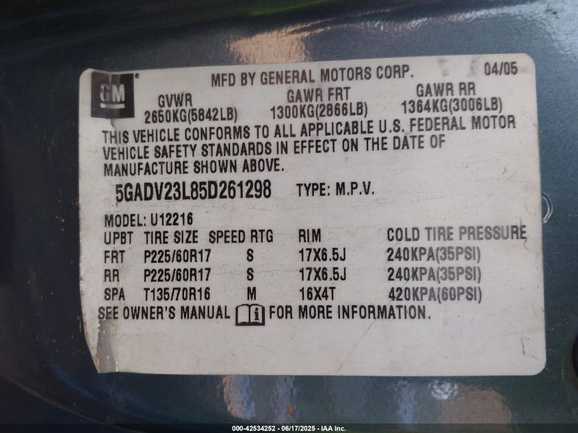 MFD BY GENERAL MOTORS CORP. 04/05
GM
GVWR GAWR FRT GAWR RR
2650KG(5842LB) 1300KG(2866LB) 1364KG(3006LB)
THIS VEHICLE CONFORMS TO ALL APPLICABLE U.S. FEDERAL MOTOR
VEHICLE SAFETY STANDARDS IN EFFECT ON THE DATE OF
MANUFACTURE SHOWN ABOVE.
5GADV23L85D261298 TYPE: M.P.V.
MODEL: U12216
UPBT TIRE SIZE SPEED RTG RIM COLD TIRE PRESSURE
FRT P225/60R17 S 17X6.5J 240KPA(35PSI)
RR P225/60R17 S 17X6.5J 240KPA(35PSI)
SPA T135/70R16 M 16X4T 420KPA(60PSI)
SEE OWNER'S MANUAL FOR MORE INFORMATION.
000-42534252 - 06/17/2025 - IAA Inc.